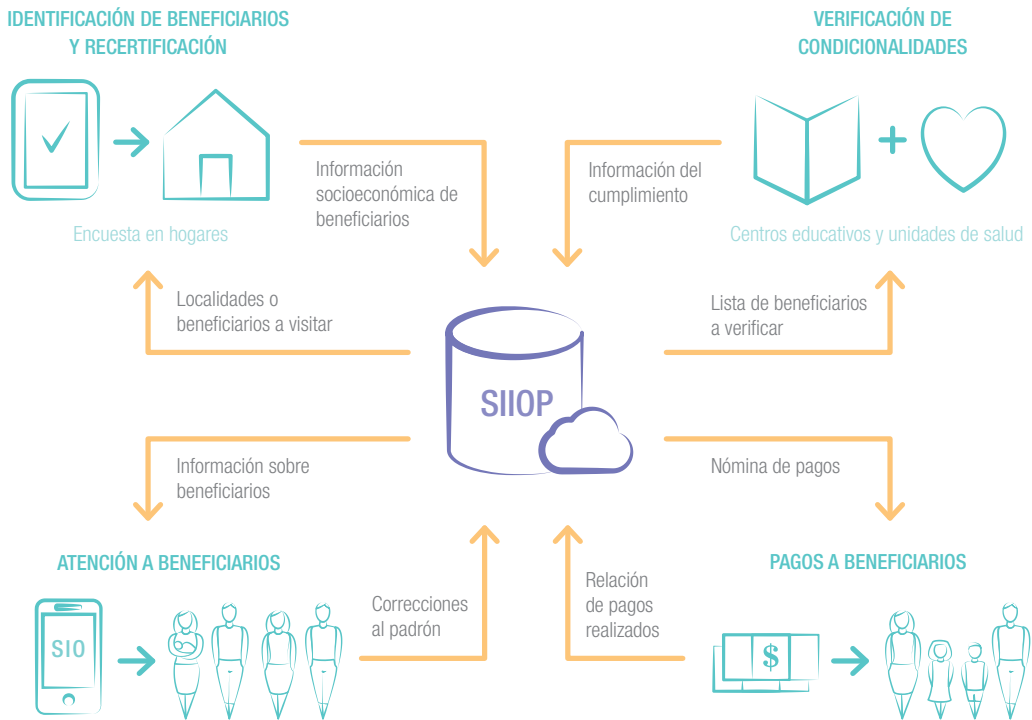 IDENTIFICACIÓN DE BENEFICIARIOS
Y RECERTIFICACIÓN
VERIFICACIÓN DE
CONDICIONALIDADES
Información
socioeconómica de
beneficiarios
Información del
cumplimiento
Encuesta en hogares
Centros educativos y unidades de salud
Localidades o
beneficiarios a visitar
Lista de beneficiarios
a verificar
SIIOP
Información sobre
beneficiarios
Nómina de pagos
ATENCIÓN A BENEFICIARIOS
PAGOS A BENEFICIARIOS
SIO
Correcciones
al padrón
Relación
de pagos
realizados
$